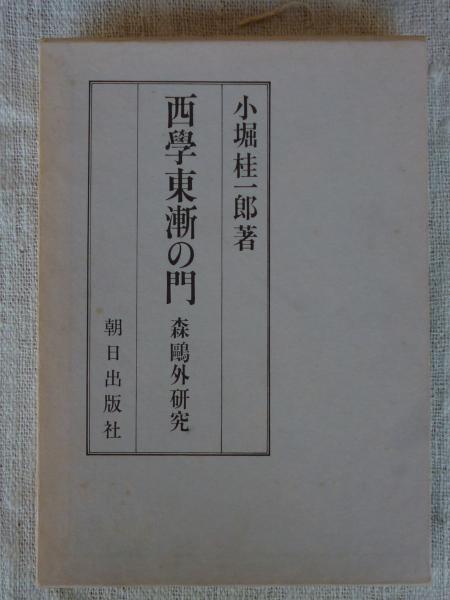 小堀桂一郎著
西學東漸の門 森鷗外研究
朝日出版社